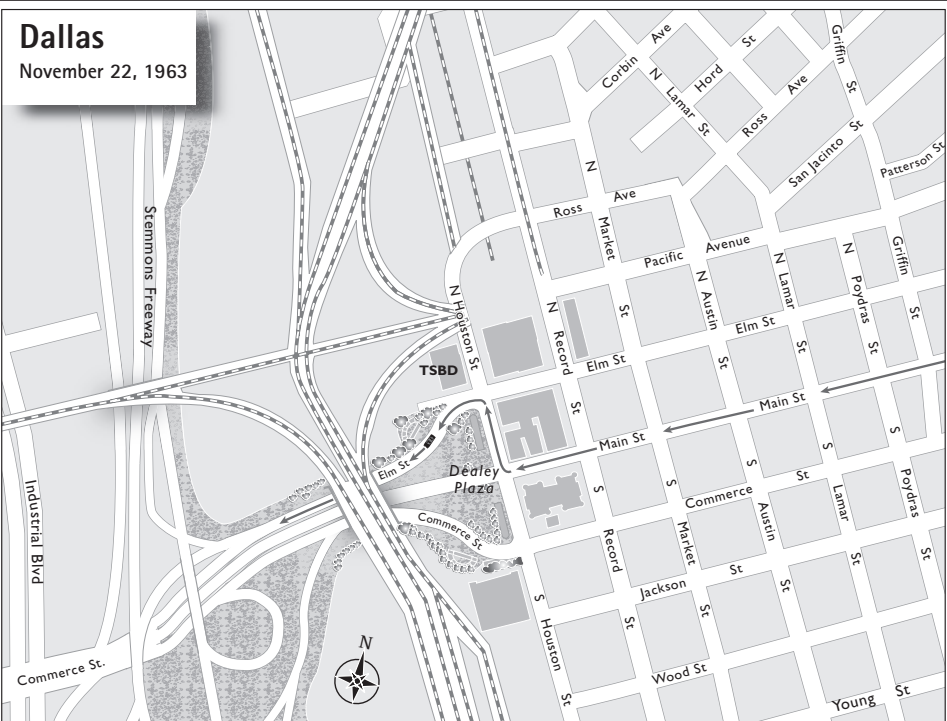 Dallas
November 22, 1963
Corbin Ave
N Lamar St
Hord St
Ross Ave
Griffin St
San Jacinto St
Patterson St
Stemmons Freeway
Ross Ave
N Market St
Pacific Avenue
N Austin St
N Lamar St
N Poydras St
Griffin St
N Houston St
N Record St
Elm St
Elm St
TSBD
Main St
Main St
Elm St
Dealey
Plaza
Commerce St
Commerce St
S Record St
S Market St
S Austin St
S Lamar St
S Poydras
Industrial Blvd
Jackson St
S Houston St
Wood St
Young St
Commerce St.
N